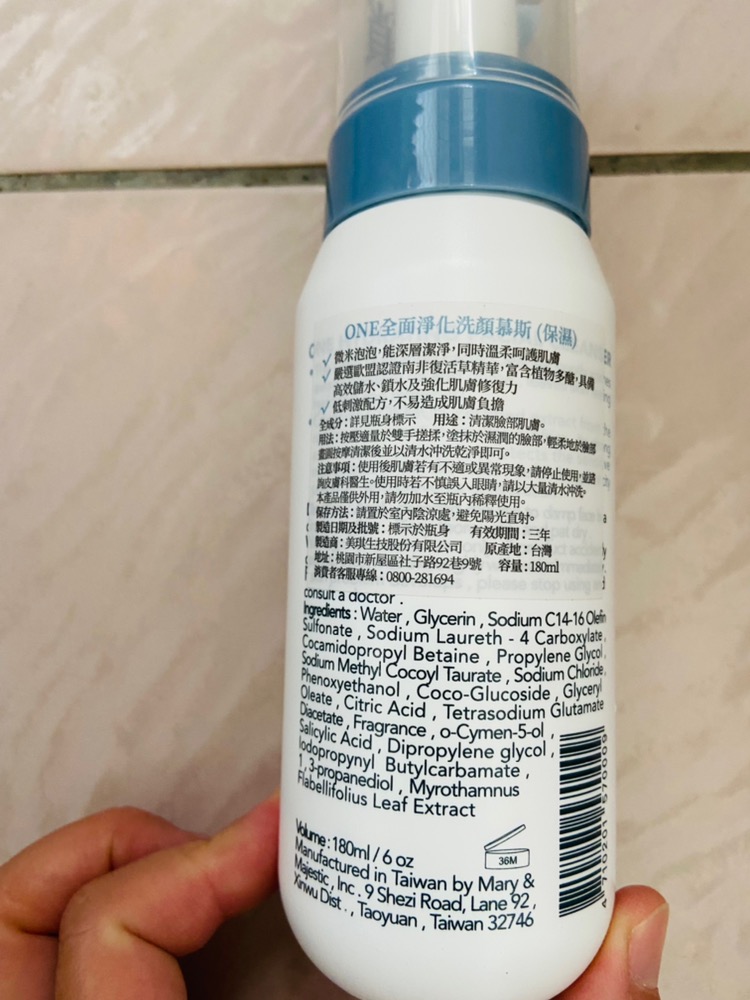 ONE全面淨化洗顏慕斯 (保濕)
✓ 微米泡泡,能深層潔淨,同時溫柔呵護肌膚
✓ 嚴選歐盟認證南非復活草精華,富含植物多醣,具備
高效儲水、鎖水及強化肌膚修復力
✓ 低刺激配方,不易造成肌膚負擔
全成分:詳見瓶身標示 用途:清潔臉部肌膚。
用法:按壓適量於雙手搓揉,塗抹於濕潤的臉部,輕柔地於臉部
畫圈按摩清潔後並以清水沖洗乾淨即可。
注意事項:使用後肌膚若有不適或異常現象,請停止使用,並諮
詢皮膚科醫生。使用時若不慎誤入眼睛,請以大量清水沖洗。
本產品僅供外用,請勿加水至瓶內稀釋使用。
保存方法:請置於室內陰涼處,避免陽光直射。
製造日期及批號:標示於瓶身 有效期間:三年
製造商:美琪生技股份有限公司 原產地:台灣
地址:桃園市新屋區社子路92巷9號 容量:180ml
消費者客服專線:0800-281694
please stop using
consult a doctor .
Ingredients : Water , Glycerin , Sodium C14-16 Olefin
Sulfonate , Sodium Laureth - 4 Carboxylate ,
Cocamidopropyl Betaine , Propylene Glycol ,
Sodium Methyl Cocoyl Taurate , Sodium Chloride ,
Phenoxyethanol , Coco-Glucoside , Glyceryl
Oleate , Citric Acid , Tetrasodium Glutamate
Diacetate , Fragrance , o-Cymen-5-ol ,
Salicylic Acid , Dipropylene glycol ,
Iodopropynyl Butylcarbamate ,
1 , 3-propanediol , Myrothamnus
Flabellifolius Leaf Extract
Volume : 180ml / 6 oz
36M
Manufactured in Taiwan by Mary &
Majestic , Inc . 9 Shezi Road, Lane 92 ,
Xinwu Dist . , Taoyuan , Taiwan 32746
4 710201 570009